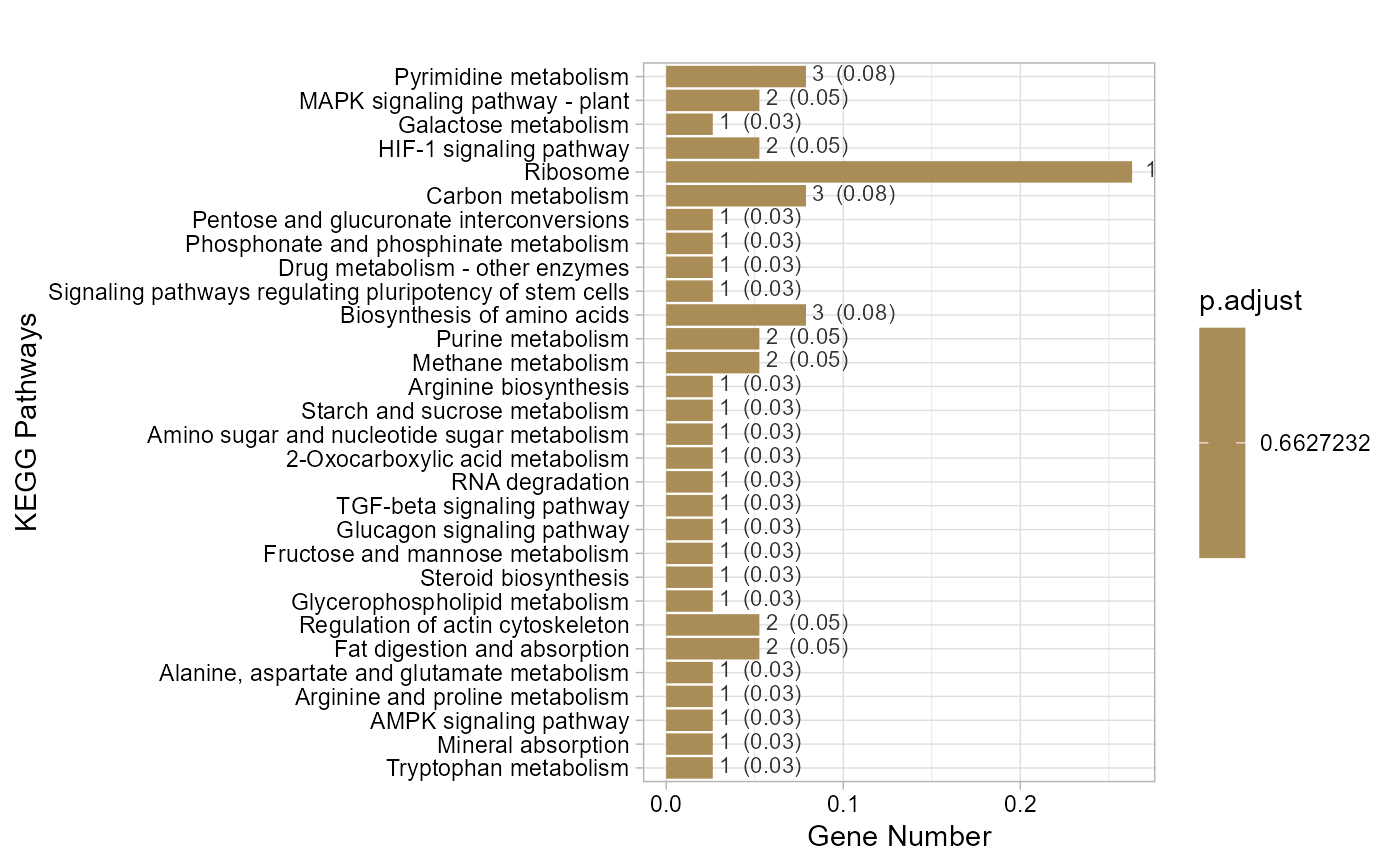 Pyrimidine metabolism 3 (0.08)
MAPK signaling pathway - plant 2 (0.05)
Galactose metabolism 1 (0.03)
HIF-1 signaling pathway 2 (0.05)
Ribosome 1
Carbon metabolism 3 (0.08)
Pentose and glucuronate interconversions 1 (0.03)
Phosphonate and phosphinate metabolism 1 (0.03)
Drug metabolism - other enzymes 1 (0.03)
Signaling pathways regulating pluripotency of stem cells 1 (0.03)
Biosynthesis of amino acids 3 (0.08)
Purine metabolism 2 (0.05)
Methane metabolism 2 (0.05)
Arginine biosynthesis 1 (0.03)
Starch and sucrose metabolism 1 (0.03)
Amino sugar and nucleotide sugar metabolism 1 (0.03)
2-Oxocarboxylic acid metabolism 1 (0.03)
RNA degradation 1 (0.03)
TGF-beta signaling pathway 1 (0.03)
Glucagon signaling pathway 1 (0.03)
Fructose and mannose metabolism 1 (0.03)
Steroid biosynthesis 1 (0.03)
Glycerophospholipid metabolism 1 (0.03)
Regulation of actin cytoskeleton 2 (0.05)
Fat digestion and absorption 2 (0.05)
Alanine, aspartate and glutamate metabolism 1 (0.03)
Arginine and proline metabolism 1 (0.03)
AMPK signaling pathway 1 (0.03)
Mineral absorption 1 (0.03)
Tryptophan metabolism 1 (0.03)
0.0 0.1 0.2
Gene Number
KEGG Pathways
p.adjust
0.6627232